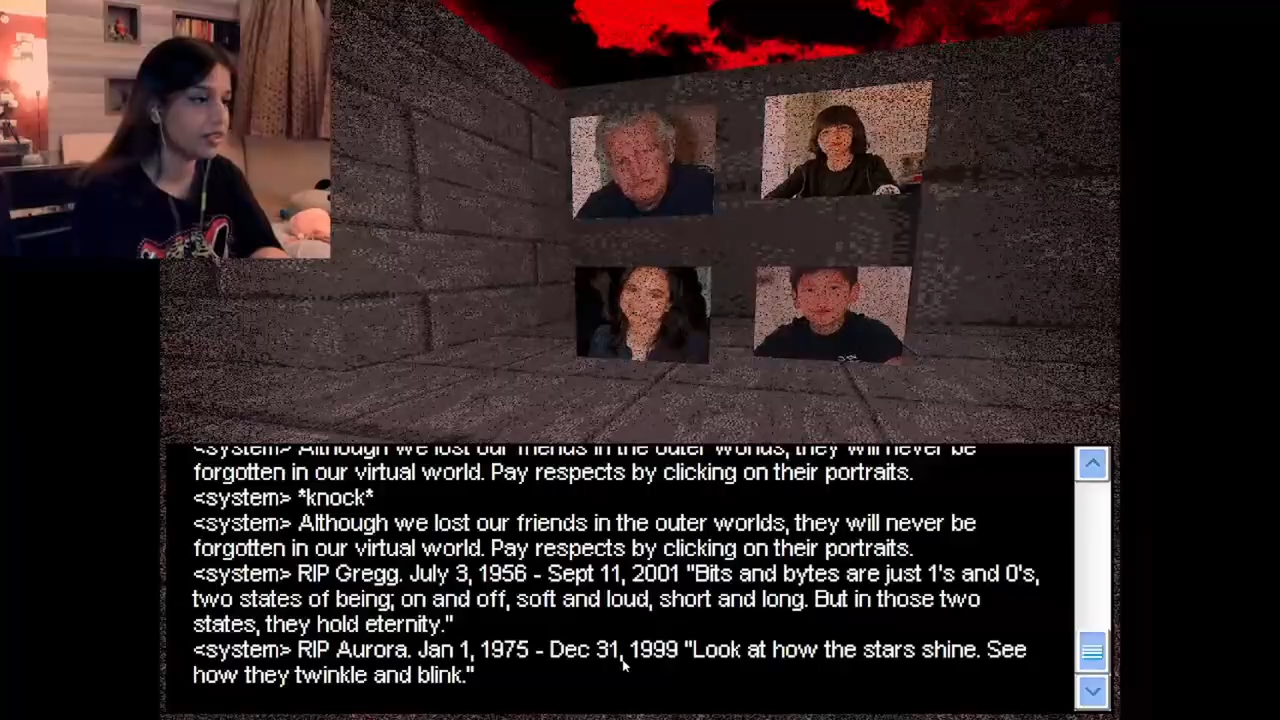 <system> Although we lost our friends in the outer worlds, they will never be
forgotten in our virtual world. Pay respects by clicking on their portraits.
<system> *knock*
<system> Although we lost our friends in the outer worlds, they will never be
forgotten in our virtual world. Pay respects by clicking on their portraits.
<system> RIP Gregg. July 3, 1956 - Sept 11, 2001 "Bits and bytes are just 1's and 0's,
two states of being; on and off, soft and loud, short and long. But in those two
states, they hold eternity."
<system> RIP Aurora. Jan 1, 1975 - Dec 31, 1999 "Look at how the stars shine. See
how they twinkle and blink."